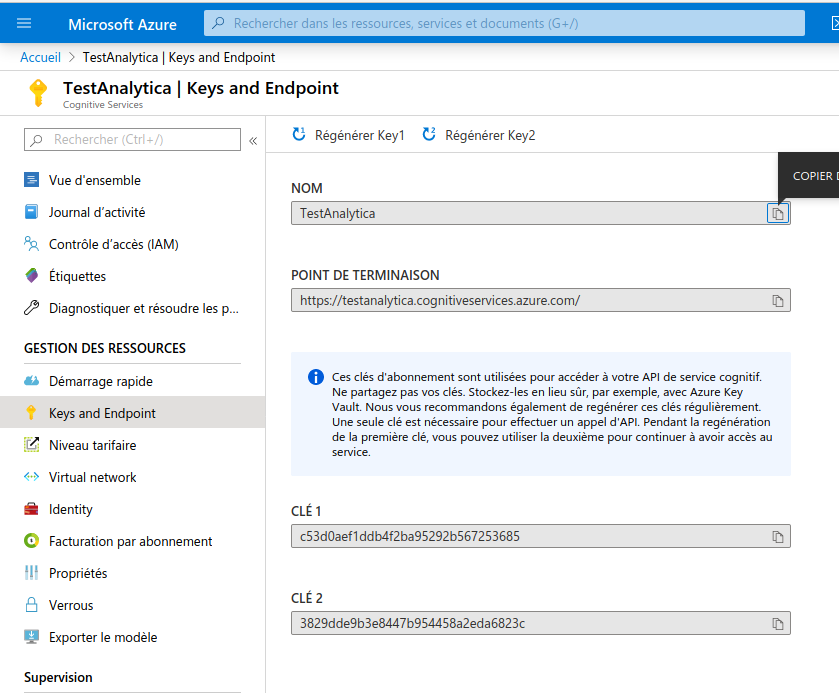 Microsoft Azure
Rechercher dans les ressources, services et documents (G+/)
Accueil > TestAnalytica | Keys and Endpoint
TestAnalytica | Keys and Endpoint
Cognitive Services
Rechercher (Ctrl+/)
«
Vue d'ensemble
Journal d'activité
Contrôle d'accès (IAM)
Étiquettes
Diagnostiquer et résoudre les p...
GESTION DES RESSOURCES
Démarrage rapide
Keys and Endpoint
Niveau tarifaire
Virtual network
Identity
Facturation par abonnement
Propriétés
Verrous
Exporter le modèle
Supervision
Régénérer Key1
Régénérer Key2
COPIER D
NOM
TestAnalytica
POINT DE TERMINAISON
https://testanalytica.cognitiveservices.azure.com/
Ces clés d'abonnement sont utilisées pour accéder à votre API de service cognitif.
Ne partagez pas vos clés. Stockez-les en lieu sûr, par exemple, avec Azure Key
Vault. Nous vous recommandons également de regénérer ces clés régulièrement.
Une seule clé est nécessaire pour effectuer un appel d'API. Pendant la regénération
de la première clé, vous pouvez utiliser la deuxième pour continuer à avoir accès au
service.
CLÉ 1
c53d0aef1ddb4f2ba95292b567253685
CLÉ 2
3829dde9b3e8447b954458a2eda6823c